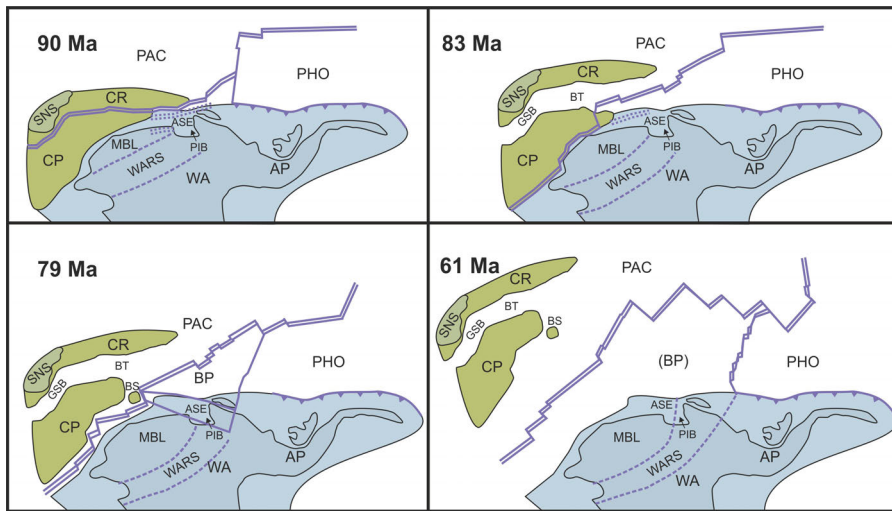 90 Ma
PAC
PHO
SNS
CR
CP
ASE
MBL
PIB
WARS
WA
AP
83 Ma
PAC
PHO
SNS
CR
GSB
BT
CP
ASE
MBL
PIB
WARS
WA
AP
79 Ma
PAC
SNS
CR
GSB
BT
BS
BP
PHO
CP
ASE
MBL
PIB
WARS
WA
AP
61 Ma
PAC
SNS
CR
GSB
BT
BS
CP
(BP)
PHO
ASE
MBL
PIB
WARS
WA
AP